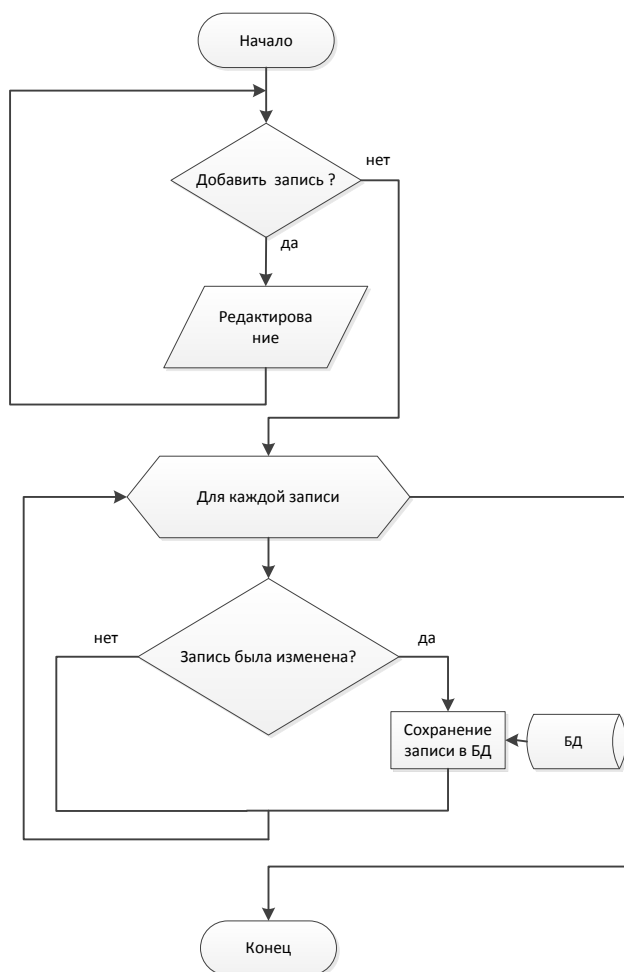 Начало
нет
Добавить запись ?
да
Редактирова
ние
Для каждой записи
нет
да
Запись была изменена?
Сохранение
записи в БД
БД
Конец